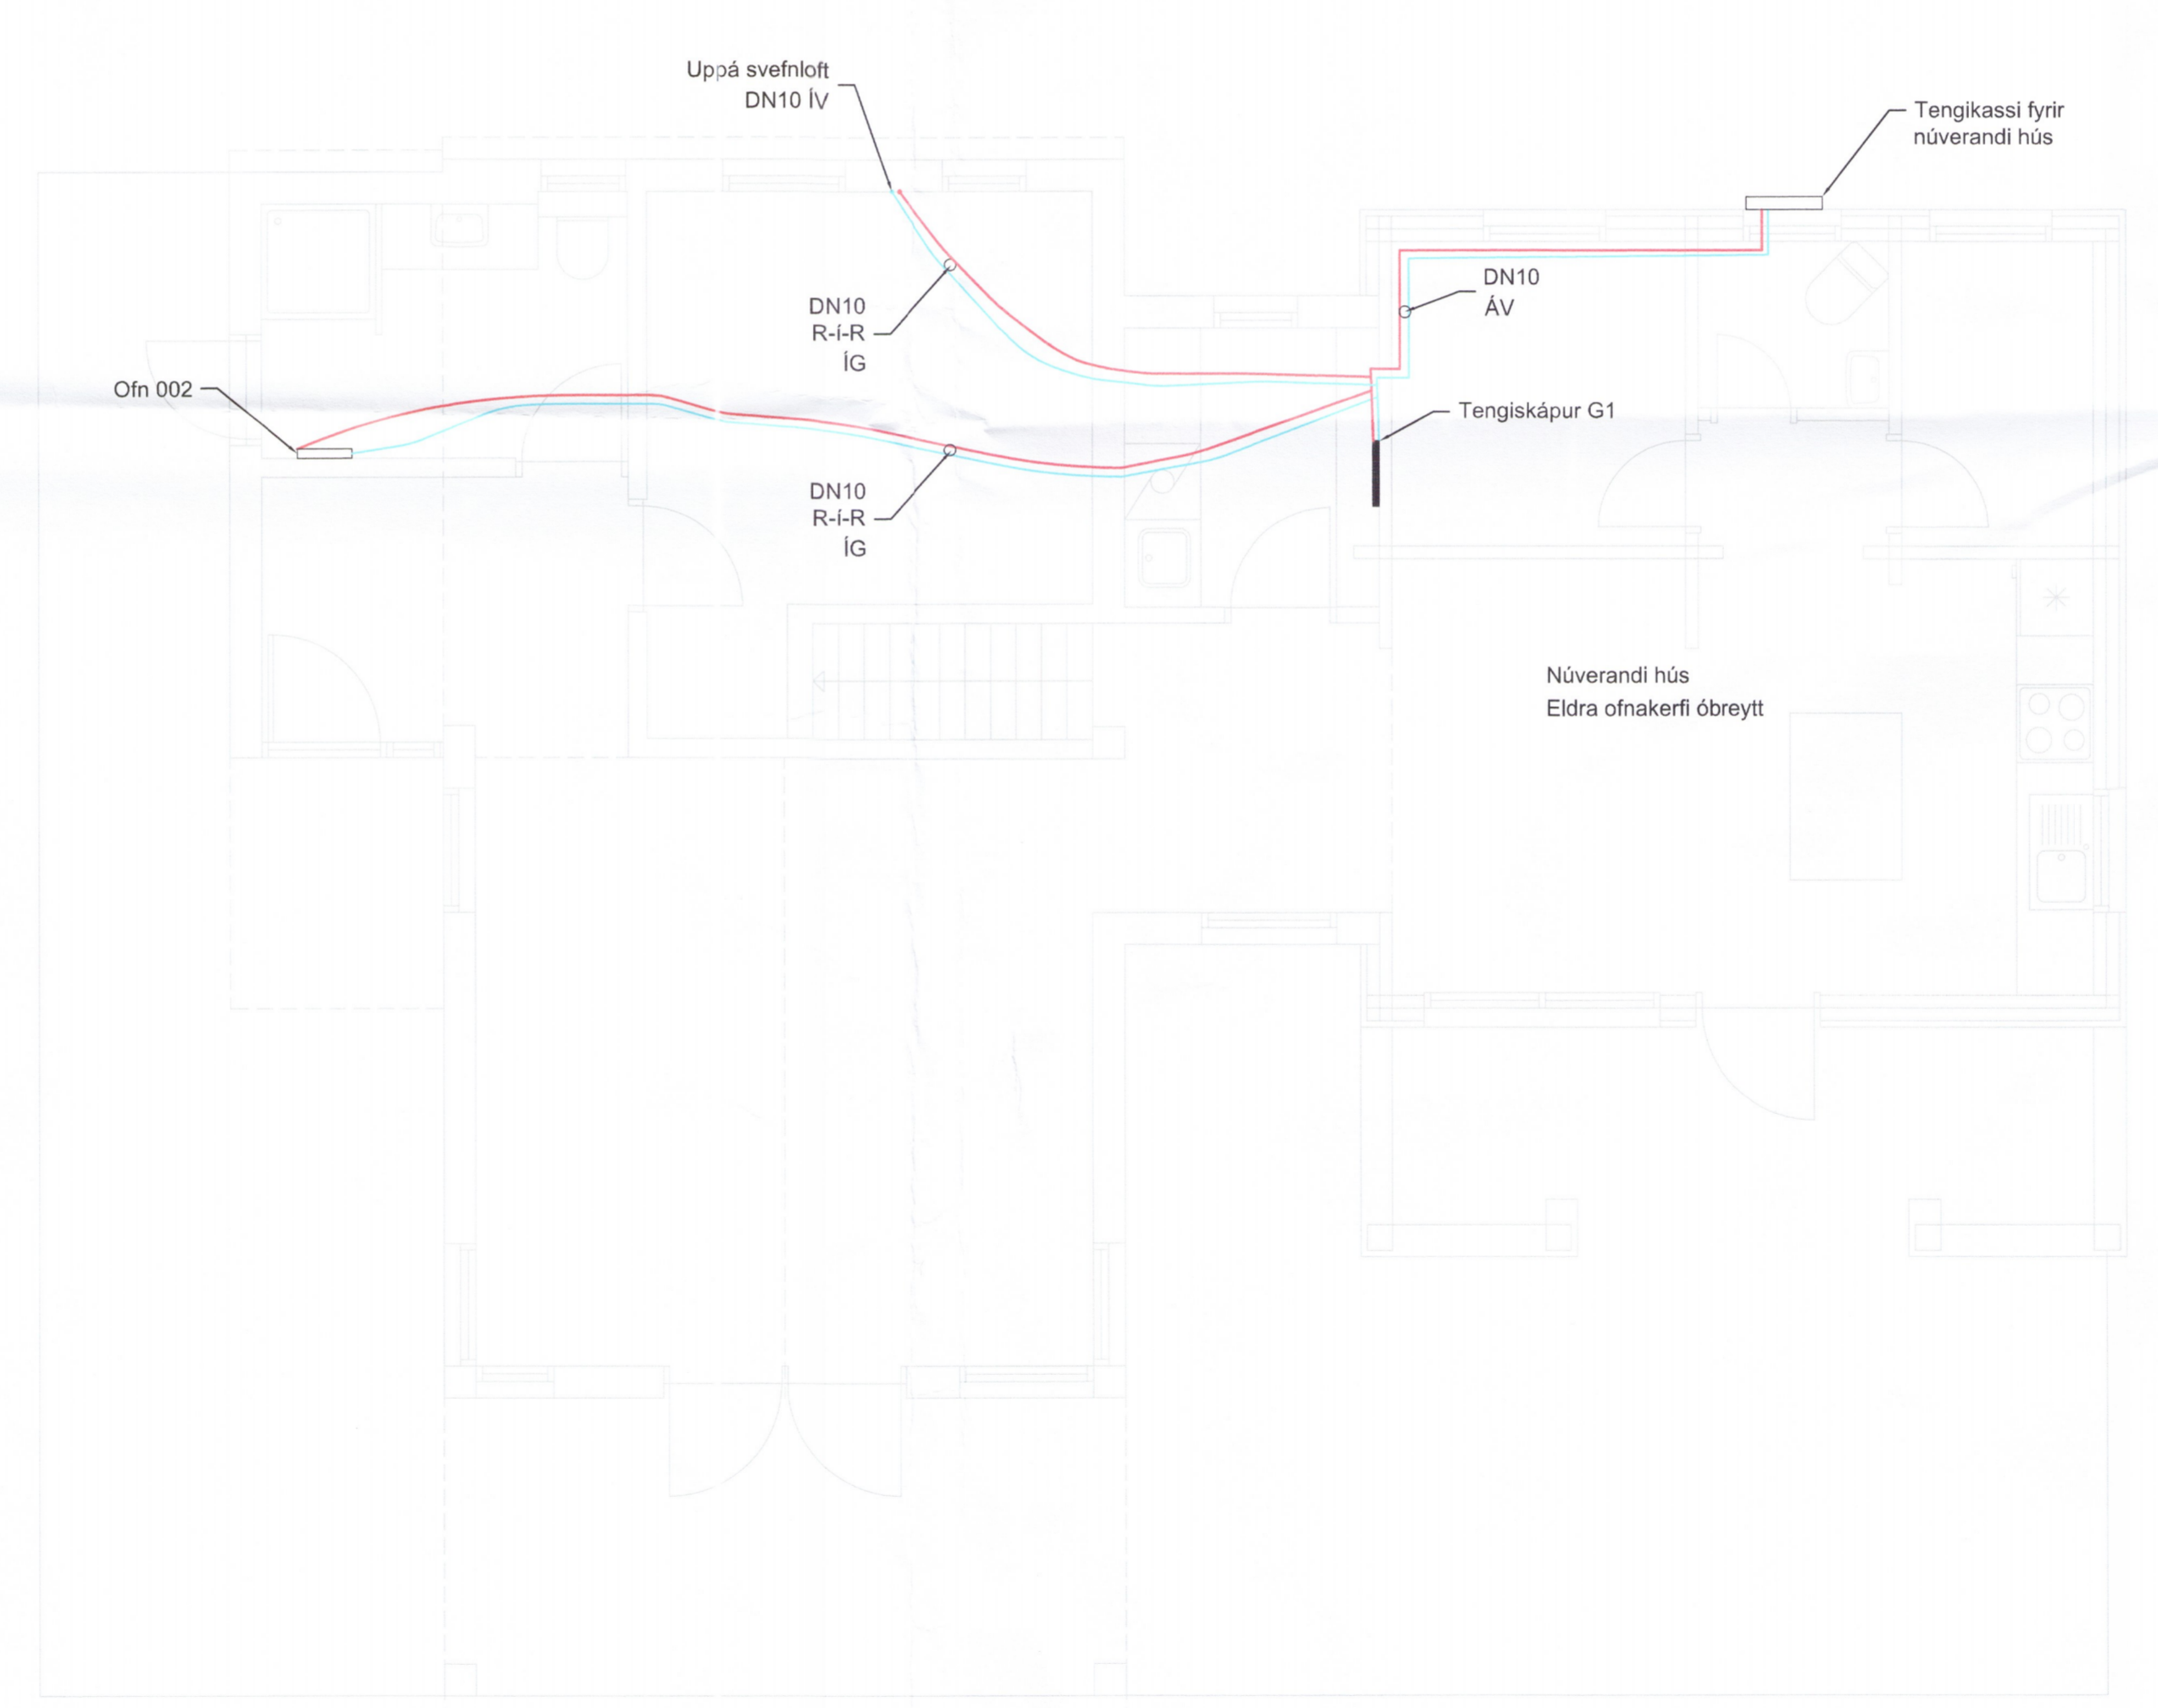 Uppá svefnloft
DN10 ÍV
Tengikassi fyrir
núverandi hús
DN10
ÁV
DN10
R-í-R
ÍG
Ofn 002
Tengiskápur G1
DN10
R-í-R
ÍG
Núverandi hús
Eldra ofnakerfi óbreytt